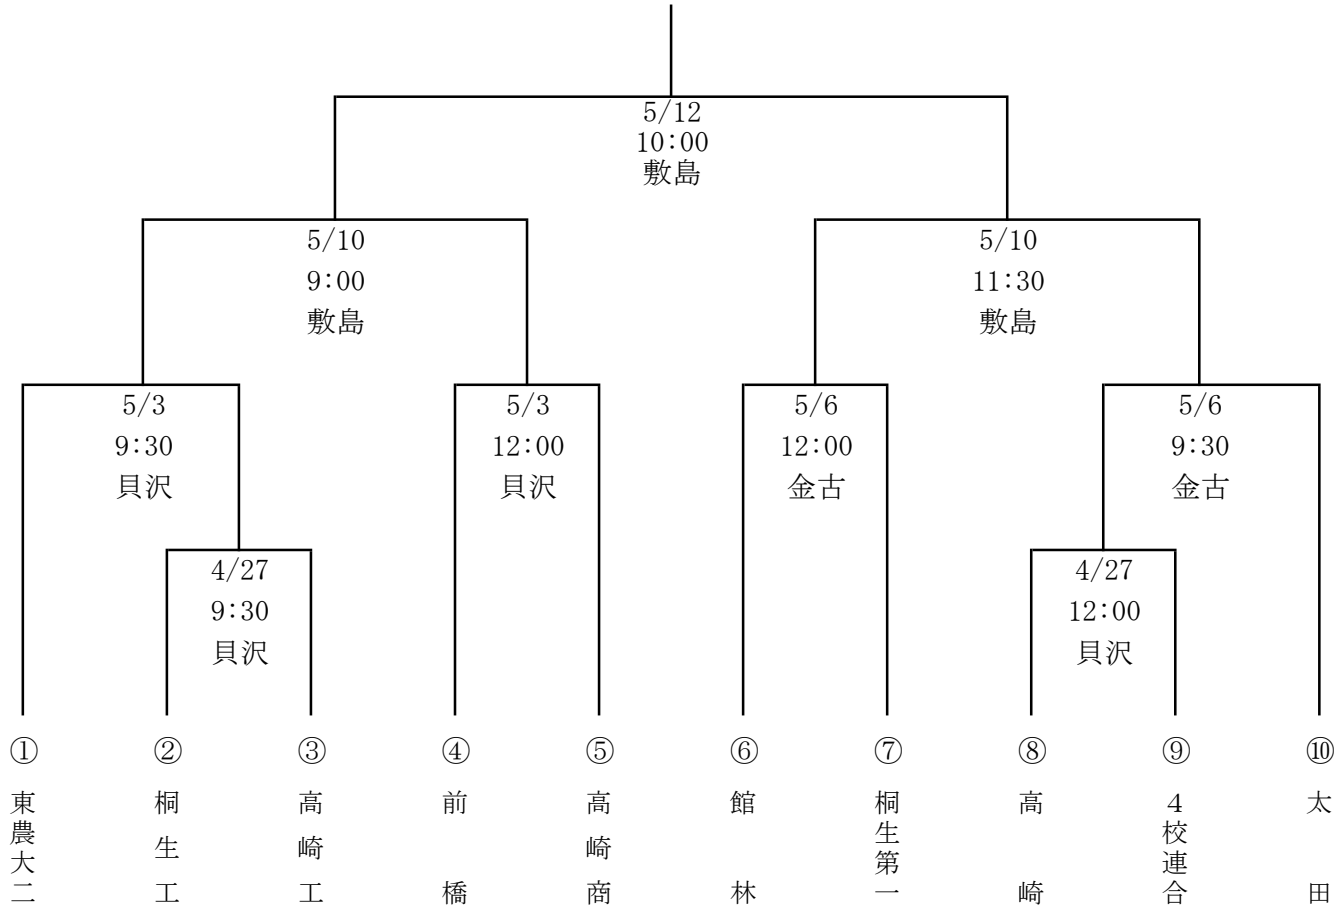 5/12
10:00
敷島
5/10
9:00
敷島
5/10
11:30
敷島
5/3
9:30
貝沢
5/3
12:00
貝沢
5/6
12:00
金古
5/6
9:30
金古
4/27
9:30
貝沢
4/27
12:00
貝沢
①
東農大二
②
桐生工
③
高崎工
④
前橋
⑤
高崎商
⑥
館林
⑦
桐生第一
⑧
高崎
⑨
4校連合
⑩
太田